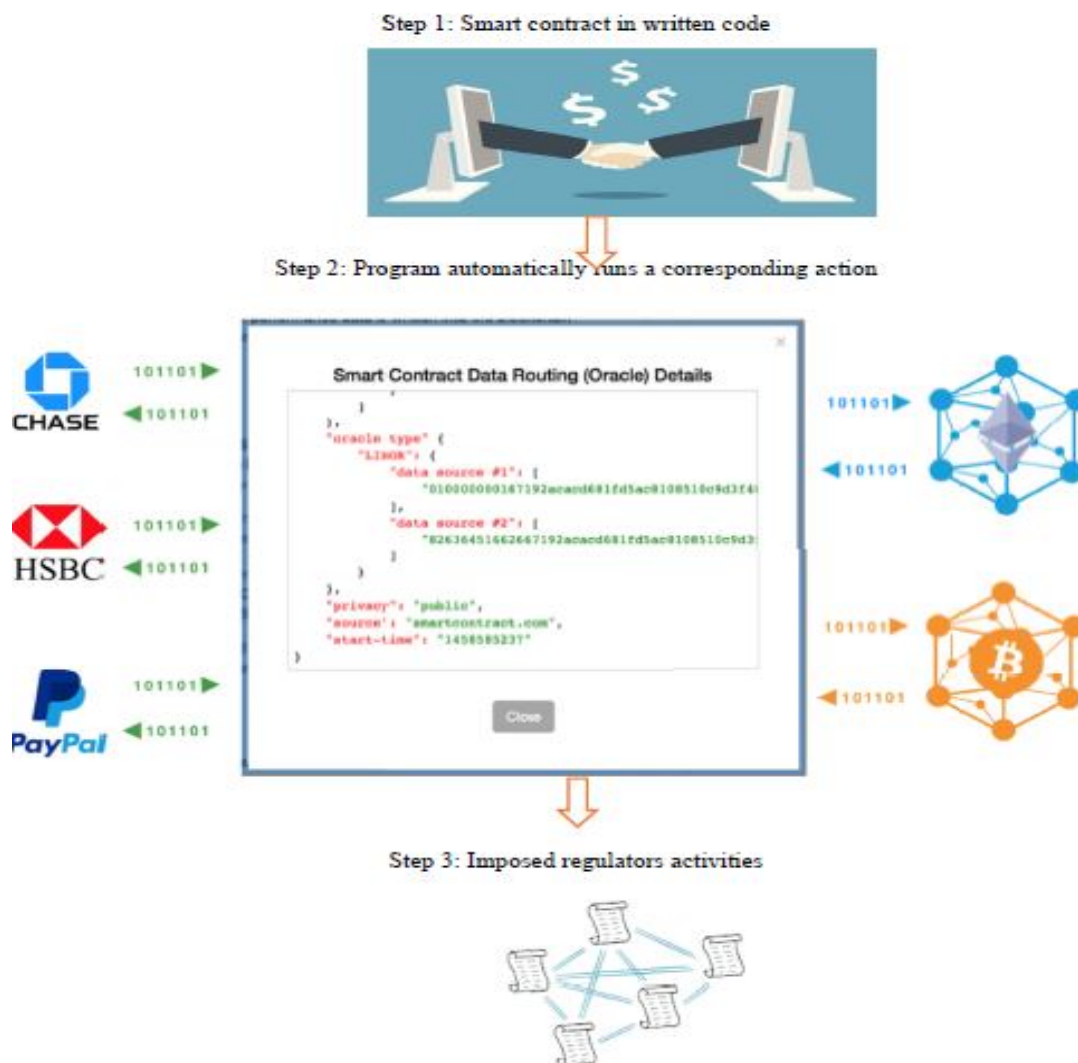 Step 1: Smart contract in written code
$ $ $
Step 2: Program automatically runs a corresponding action
×
Smart Contract Data Routing (Oracle) Details
CHASE
101101
101101
HSBC
101101
101101
PayPal
101101
101101
}
},
"oracle type" {
"LIBOR": {
"data source #1": [
],
"data source #2": [
]
}
},
"privacy": "public",
"source": "smartcontract.com",
"start-time": "1458585237"
}
Close
101101
101101
101101
101101
Step 3: Imposed regulators activities